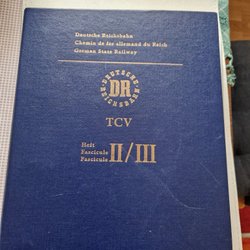 Deutsche Reichsbahn
Chemin de fer allemand du Reich
German State Railway
DEUTSCHE
DR
REICHSBAHN
TCV
Heft
Fascicule
Fascicule
II/III